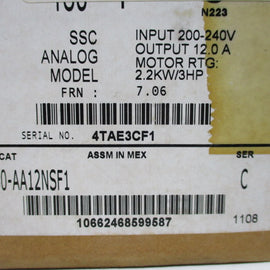 N223
SSC INPUT 200-240V
ANALOG OUTPUT 12.0 A
MODEL MOTOR RTG:
2.2KW/3HP
FRN : 7.06
SERIAL NO. 4TAE3CF1
CAT ASSM IN MEX SER
0-AA12NSF1 C
10662468599587
1108